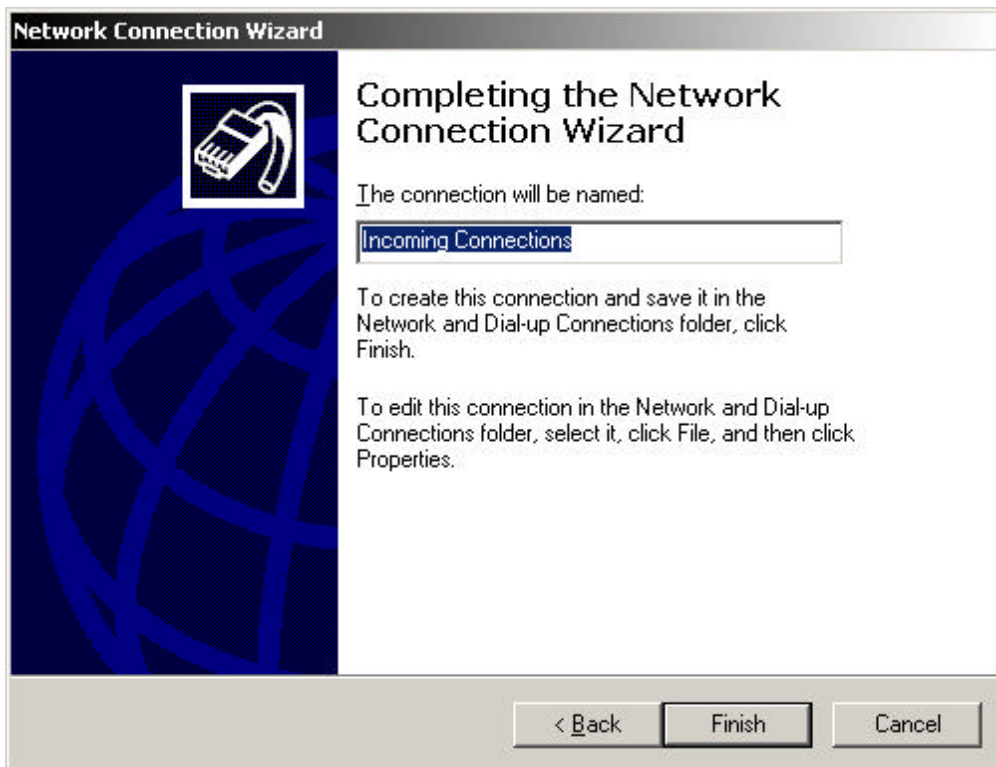 Network Connection Wizard
Completing the Network
Connection Wizard
The connection will be named:
Incoming Connections
To create this connection and save it in the
Network and Dial-up Connections folder, click
Finish.
To edit this connection in the Network and Dial-up
Connections folder, select it, click File, and then click
Properties.
< Back Finish Cancel